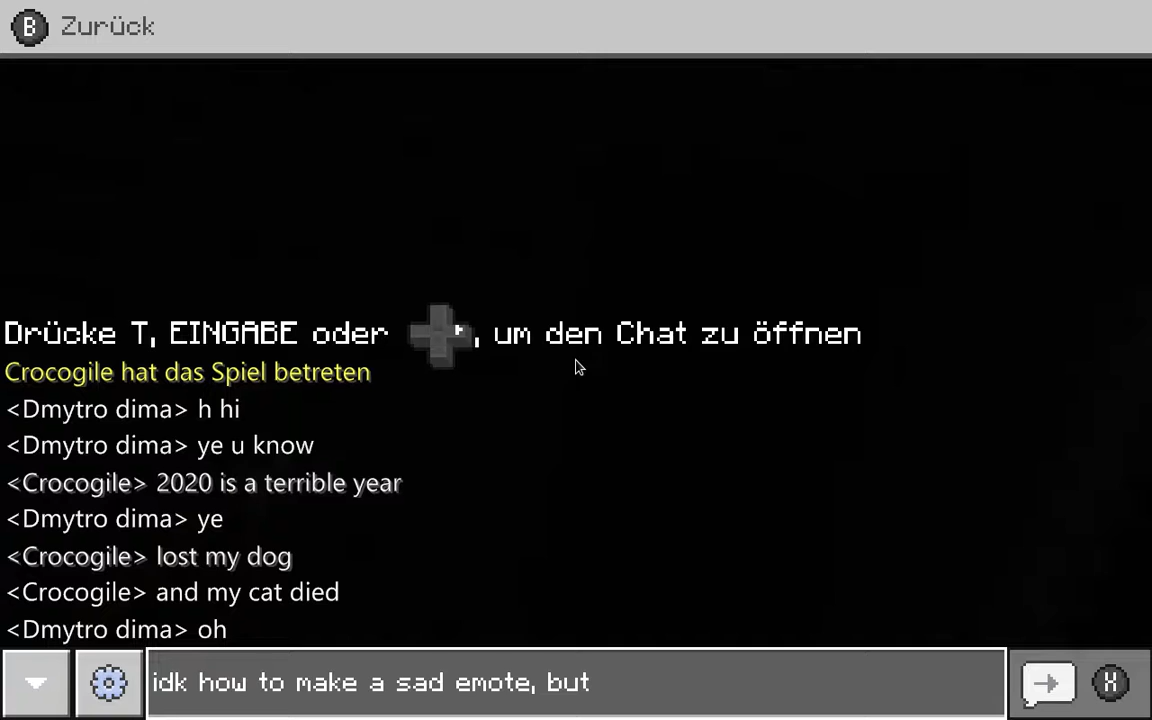 B Zurück
Drücke T, EINGABE oder , um den Chat zu öffnen
Crocogile hat das Spiel betreten
<Dmytro dima> h hi
<Dmytro dima> ye u know
<Crocogile> 2020 is a terrible year
<Dmytro dima> ye
<Crocogile> lost my dog
<Crocogile> and my cat died
<Dmytro dima> oh
idk how to make a sad emote, but
X